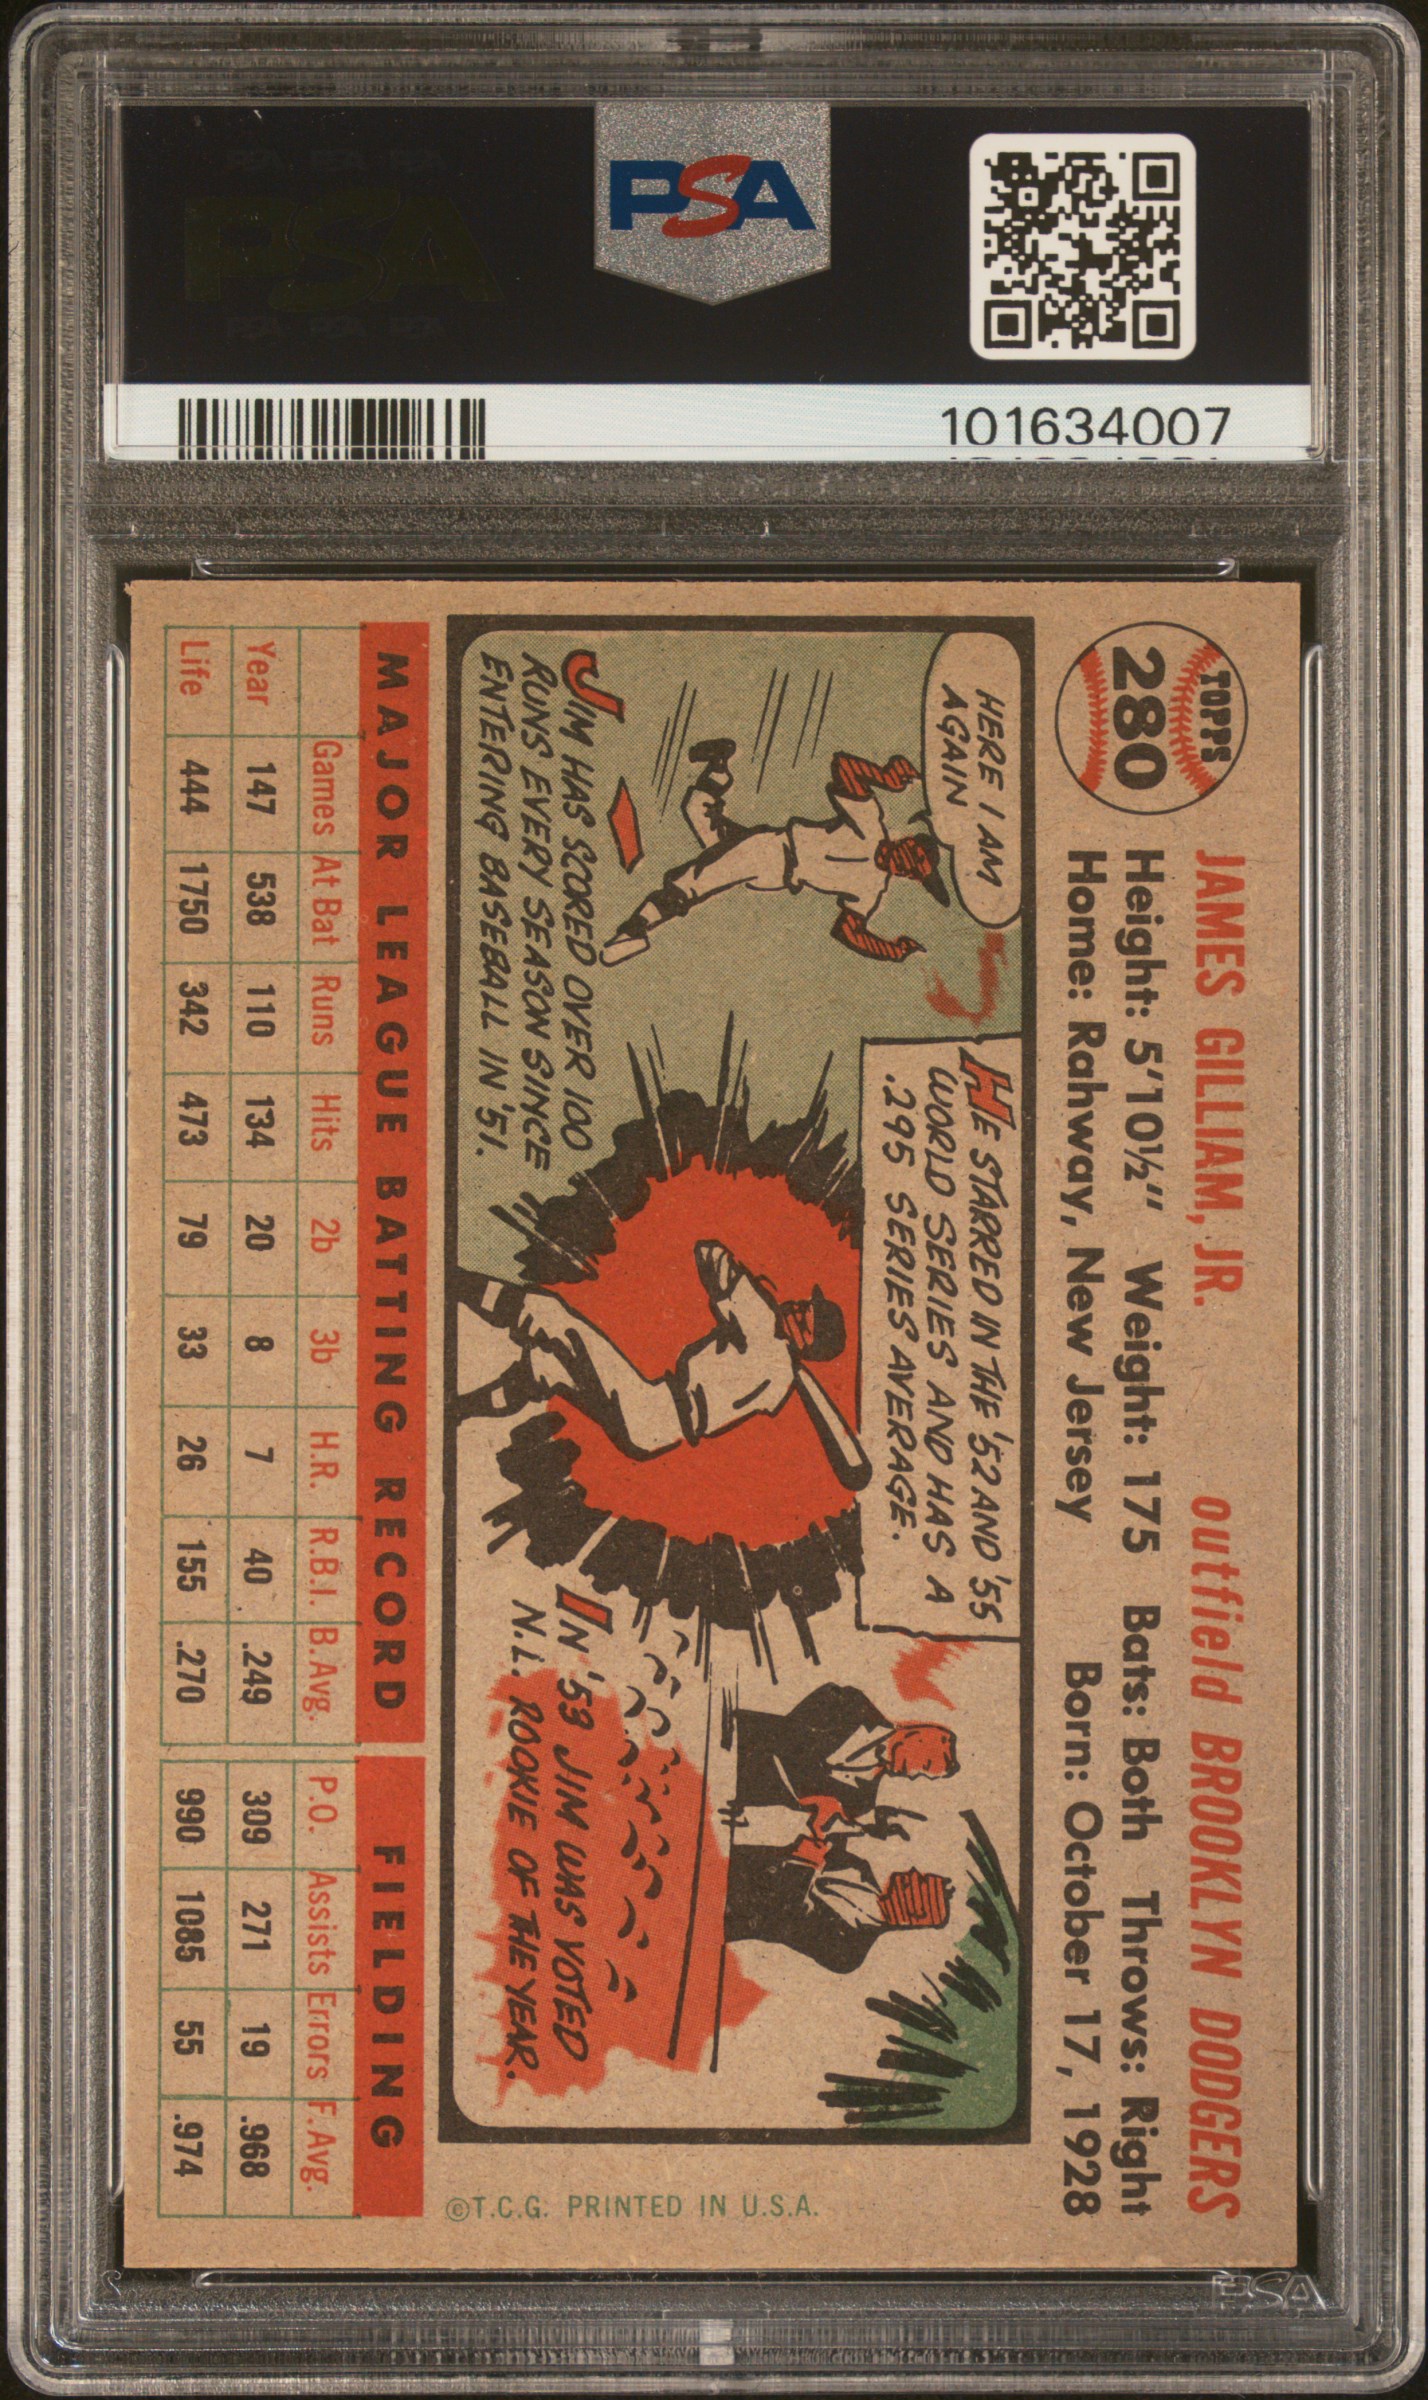 PSA
101634007
TOPPS
280
JAMES GILLIAM, JR. outfield BROOKLYN DODGERS
Height: 5'10½" Weight: 175 Bats: Both Throws: Right
Home: Rahway, New Jersey Born: October 17, 1928
HERE I AM
AGAIN
JIM HAS SCORED OVER 100
RUNS EVERY SEASON SINCE
ENTERING BASEBALL IN '51.
HE STARRED IN THE '52 AND '55
WORLD SERIES AND HAS A
.295 SERIES AVERAGE.
IN '53 JIM WAS VOTED
N.L. ROOKIE OF THE YEAR.
MAJOR LEAGUE BATTING RECORD FIELDING
Games At Bat Runs Hits 2b 3b H.R. R.B.I. B.Avg. P.O. Assists Errors F.Avg.
Year 147 538 110 134 20 8 7 40 .249 309 271 19 .968
Life 444 1750 342 473 79 33 26 155 .270 990 1085 55 .974
©T.C.G. PRINTED IN U.S.A.
PSA